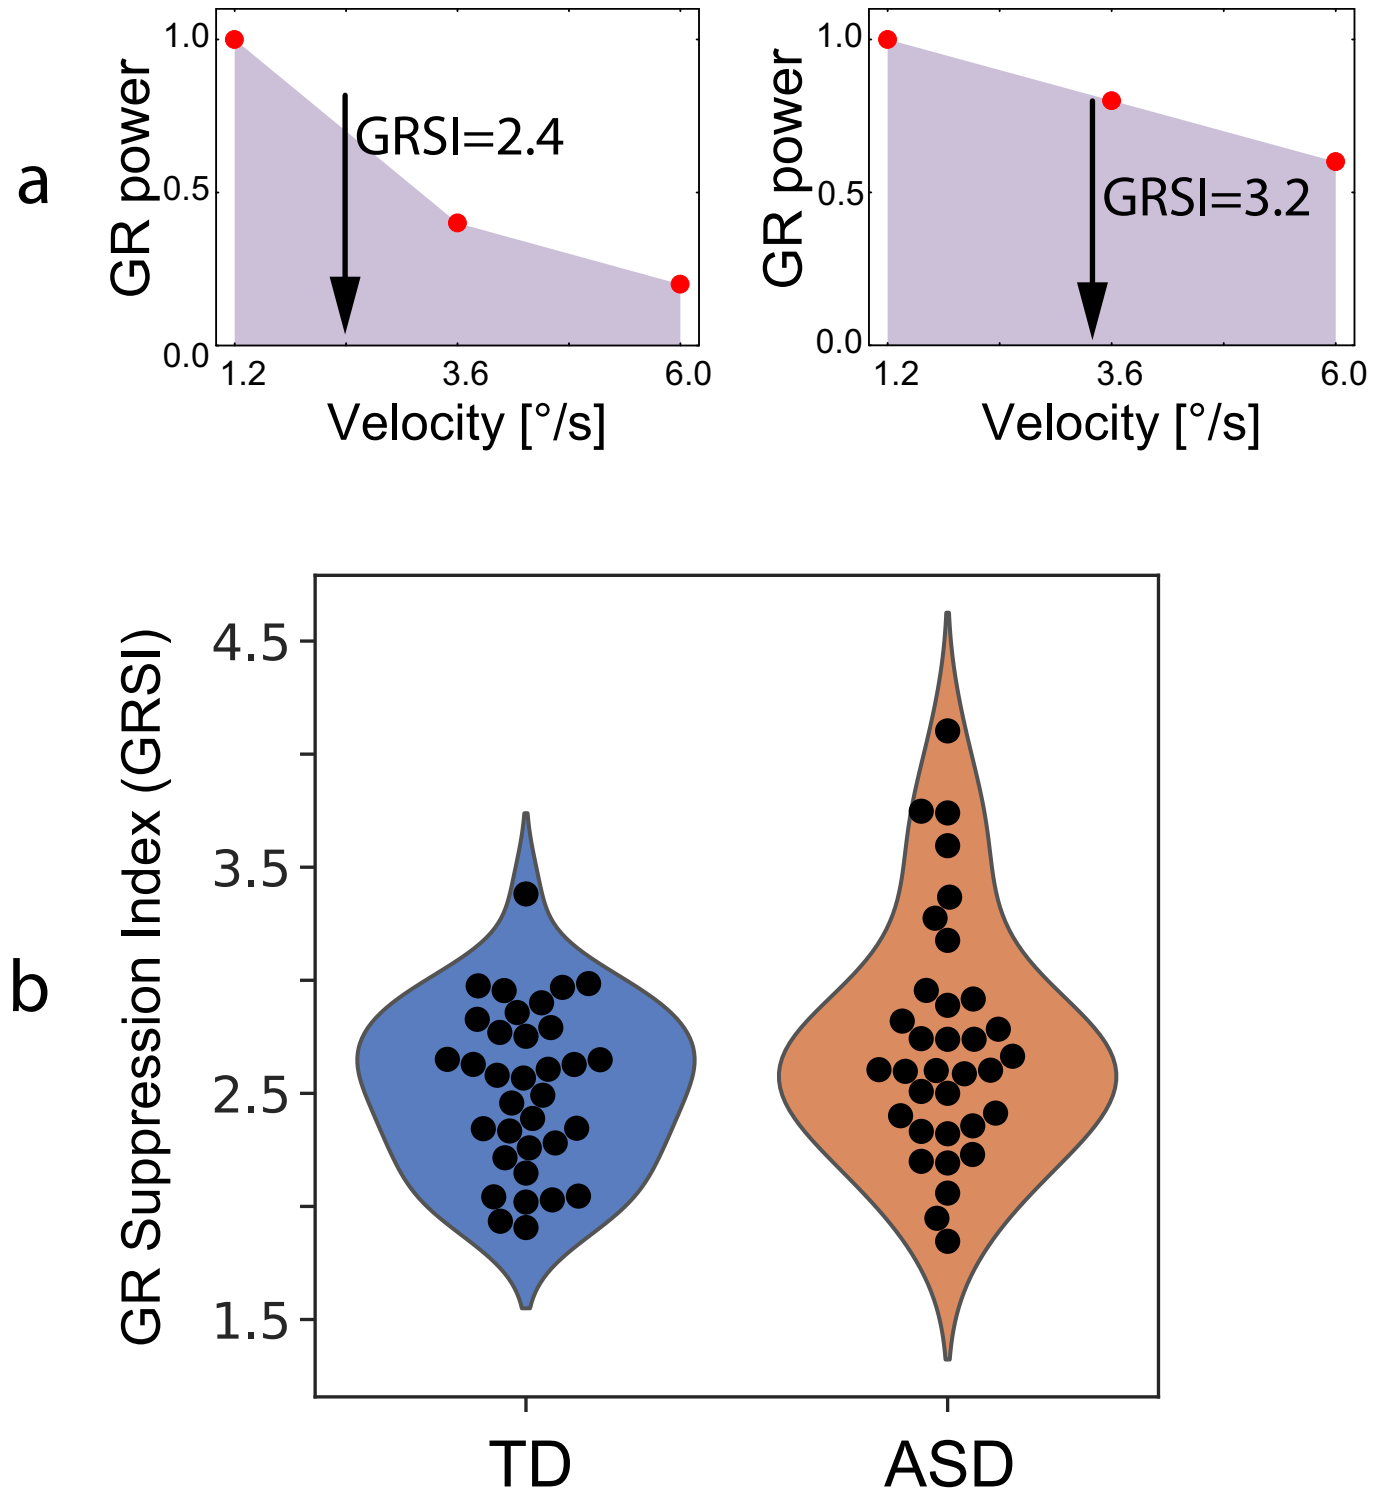 a
GR power
1.0
0.5
0.0
GRSI=2.4
1.2 3.6 6.0
Velocity [°/s]
GR power
1.0
0.5
0.0
GRSI=3.2
1.2 3.6 6.0
Velocity [°/s]
b
GR Suppression Index (GRSI)
4.5
3.5
2.5
1.5
TD ASD